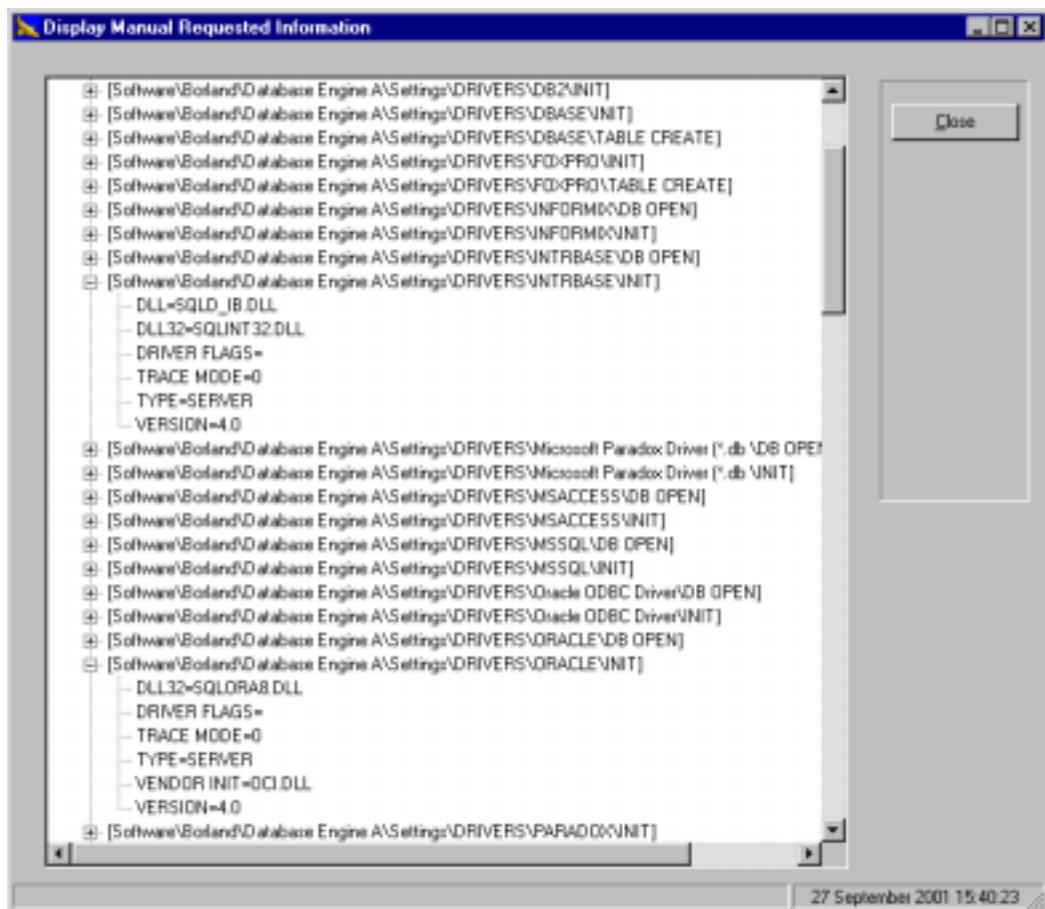 Display Manual Requested Information
[Software\Borland\Database Engine A\Settings\DRIVERS\DB2\INIT]
[Software\Borland\Database Engine A\Settings\DRIVERS\DBASE\INIT]
[Software\Borland\Database Engine A\Settings\DRIVERS\DBASE\TABLE CREATE]
[Software\Borland\Database Engine A\Settings\DRIVERS\FOXPRO\INIT]
[Software\Borland\Database Engine A\Settings\DRIVERS\FOXPRO\TABLE CREATE]
[Software\Borland\Database Engine A\Settings\DRIVERS\INFORMIX\DB OPEN]
[Software\Borland\Database Engine A\Settings\DRIVERS\INFORMIX\INIT]
[Software\Borland\Database Engine A\Settings\DRIVERS\INTRBASE\DB OPEN]
[Software\Borland\Database Engine A\Settings\DRIVERS\INTRBASE\INIT]
DLL=SQLD_IB.DLL
DLL32=SQLINT32.DLL
DRIVER FLAGS=
TRACE MODE=0
TYPE=SERVER
VERSION=4.0
[Software\Borland\Database Engine A\Settings\DRIVERS\Microsoft Paradox Driver (*.db \DB OPEN
[Software\Borland\Database Engine A\Settings\DRIVERS\Microsoft Paradox Driver (*.db \INIT]
[Software\Borland\Database Engine A\Settings\DRIVERS\MSACCESS\DB OPEN]
[Software\Borland\Database Engine A\Settings\DRIVERS\MSACCESS\INIT]
[Software\Borland\Database Engine A\Settings\DRIVERS\MSSQL\DB OPEN]
[Software\Borland\Database Engine A\Settings\DRIVERS\MSSQL\INIT]
[Software\Borland\Database Engine A\Settings\DRIVERS\Oracle ODBC Driver\DB OPEN]
[Software\Borland\Database Engine A\Settings\DRIVERS\Oracle ODBC Driver\INIT]
[Software\Borland\Database Engine A\Settings\DRIVERS\ORACLE\DB OPEN]
[Software\Borland\Database Engine A\Settings\DRIVERS\ORACLE\INIT]
DLL32=SQLORA8.DLL
DRIVER FLAGS=
TRACE MODE=0
TYPE=SERVER
VENDOR INIT=OCI.DLL
VERSION=4.0
[Software\Borland\Database Engine A\Settings\DRIVERS\PARADOX\INIT]
Close
27 September 2001 15:40:23